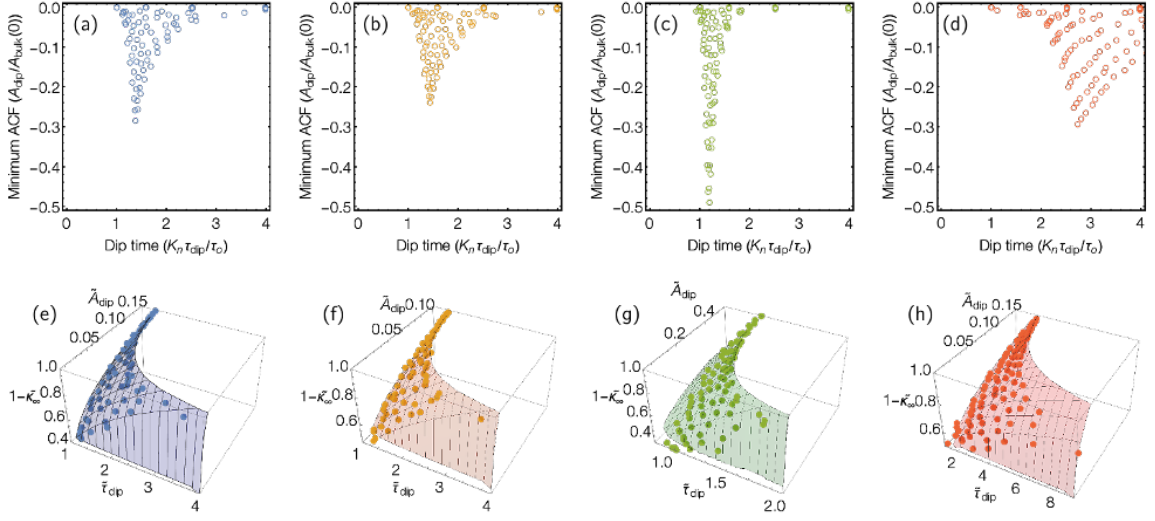 (a)
0.0
−0.1
−0.2
−0.3
−0.4
−0.5
Minimum ACF (A_dip/A_bulk(0))
0 1 2 3 4
Dip time (K_n τ_dip/τ_o)
(b)
0.0
−0.1
−0.2
−0.3
−0.4
−0.5
Minimum ACF (A_dip/A_bulk(0))
0 1 2 3 4
Dip time (K_n τ_dip/τ_o)
(c)
0.0
−0.1
−0.2
−0.3
−0.4
−0.5
Minimum ACF (A_dip/A_bulk(0))
0 1 2 3 4
Dip time (K_n τ_dip/τ_o)
(d)
0.0
−0.1
−0.2
−0.3
−0.4
−0.5
Minimum ACF (A_dip/A_bulk(0))
0 1 2 3 4
Dip time (K_n τ_dip/τ_o)
(e)
Ã_dip 0.15
0.10
0.05
1.0
1−κ̃_∞ 0.8
0.6
0.4
1 2 3 4
τ̃_dip
(f)
Ã_dip 0.10
0.05
1.0
1−κ̃_∞ 0.8
0.6
1 2 3 4
τ̃_dip
(g)
Ã_dip 0.4
0.2
1.0
1−κ̃_∞ 0.8
0.6
0.4
1.0 1.5 2.0
τ̃_dip
(h)
Ã_dip 0.15
0.10
0.05
1.0
1−κ̃_∞ 0.8
0.6
2 4 6 8
τ̃_dip